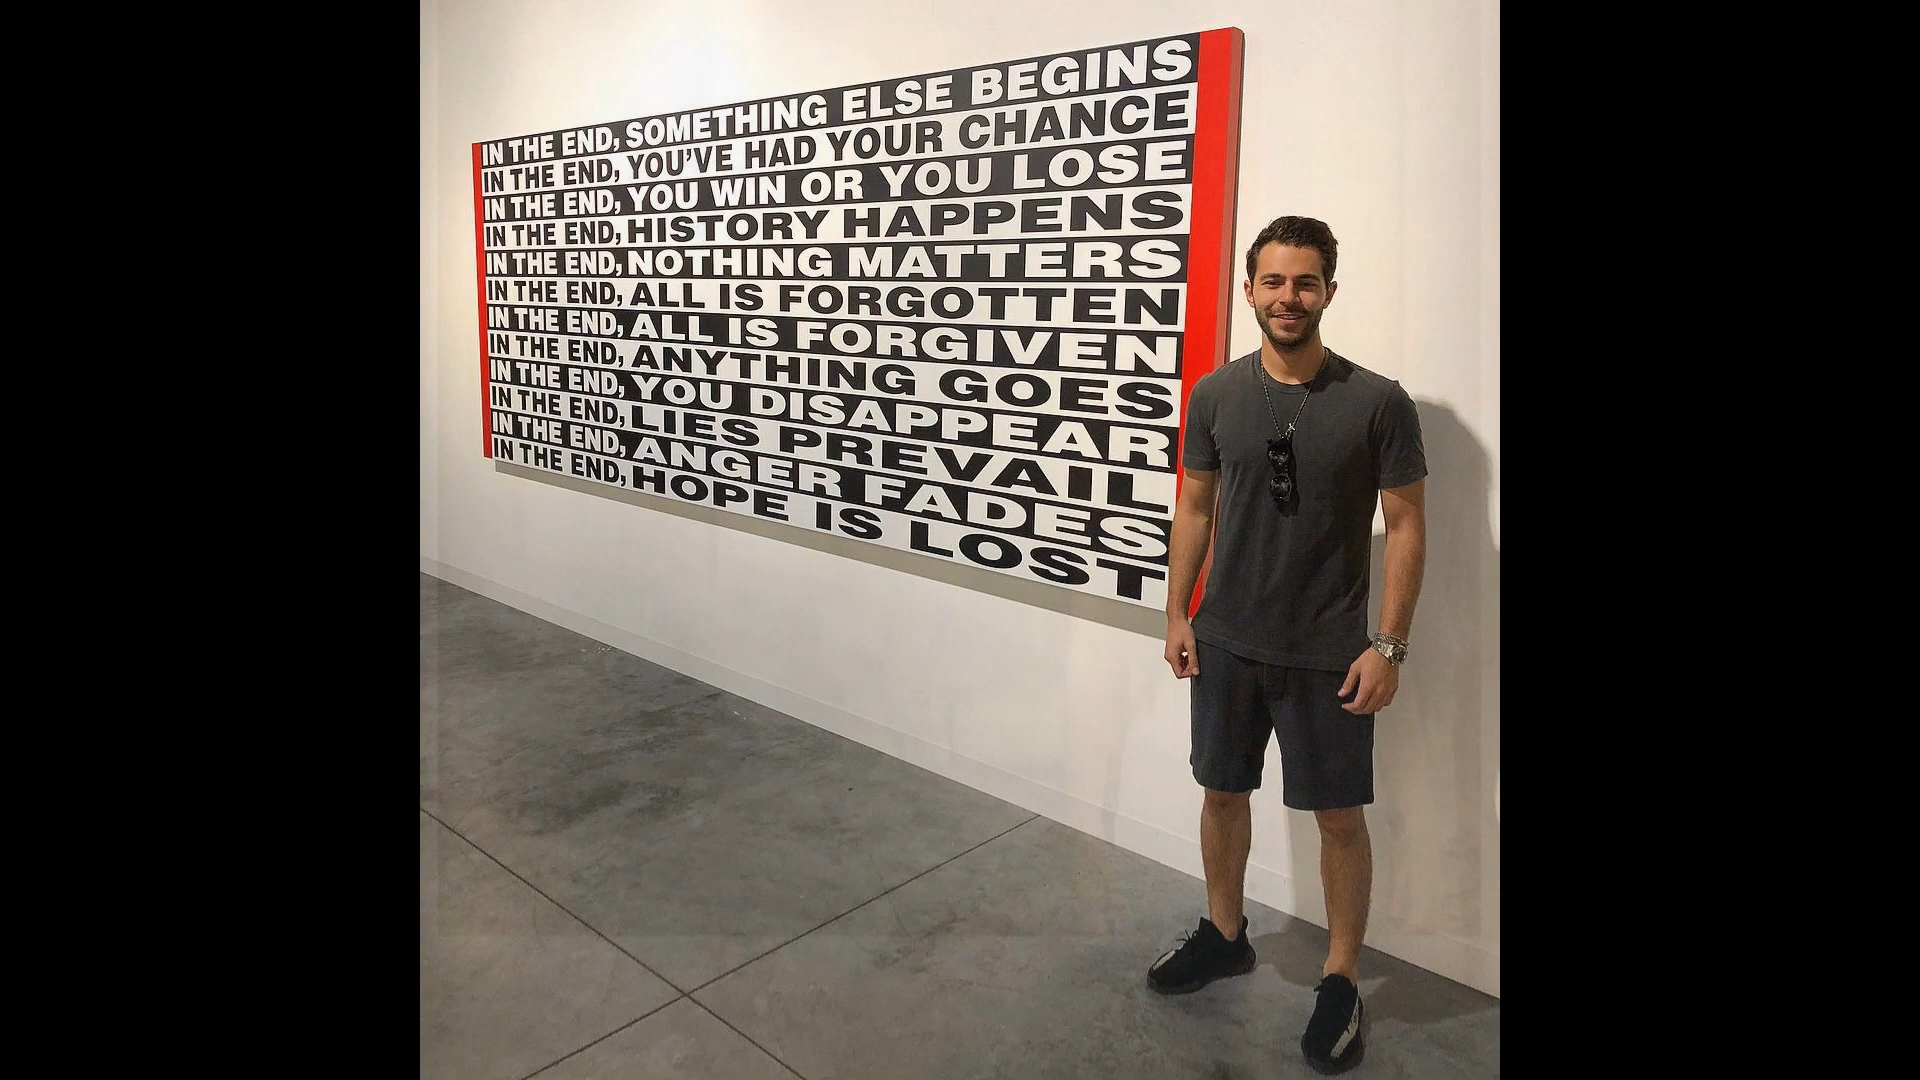 IN THE END, SOMETHING ELSE BEGINS
IN THE END, YOU'VE HAD YOUR CHANCE
IN THE END, YOU WIN OR YOU LOSE
IN THE END, HISTORY HAPPENS
IN THE END, NOTHING MATTERS
IN THE END, ALL IS FORGOTTEN
IN THE END, ALL IS FORGIVEN
IN THE END, ANYTHING GOES
IN THE END, YOU DISAPPEAR
IN THE END, LIES PREVAIL
IN THE END, ANGER FADES
IN THE END, HOPE IS LOST